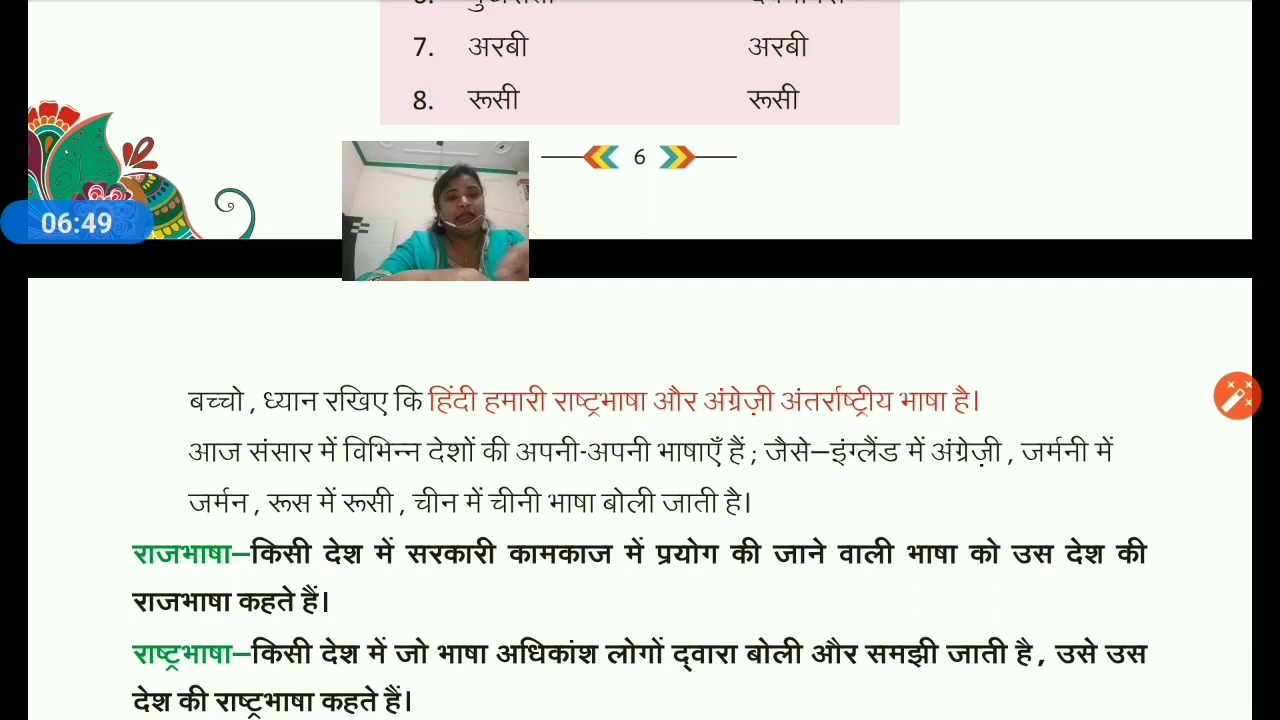 7. अरबी अरबी
8. रूसी रूसी
6
06:49
बच्चो, ध्यान रखिए कि हिंदी हमारी राष्ट्रभाषा और अंग्रेज़ी अंतर्राष्ट्रीय भाषा है।
आज संसार में विभिन्न देशों की अपनी-अपनी भाषाएँ हैं; जैसे—इंग्लैंड में अंग्रेज़ी, जर्मनी में
जर्मन, रूस में रूसी, चीन में चीनी भाषा बोली जाती है।
राजभाषा—किसी देश में सरकारी कामकाज में प्रयोग की जाने वाली भाषा को उस देश की
राजभाषा कहते हैं।
राष्ट्रभाषा—किसी देश में जो भाषा अधिकांश लोगों द्वारा बोली और समझी जाती है, उसे उस
देश की राष्ट्रभाषा कहते हैं।